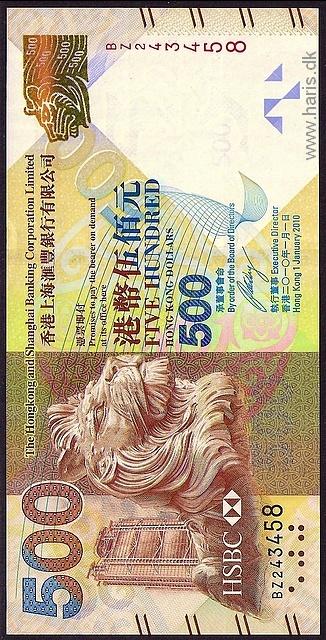 The Hongkong and Shanghai Banking Corporation Limited
香港上海滙豐銀行有限公司
憑票即付
Promises to pay the bearer on demand
at its office here
港幣伍佰元
FIVE HUNDRED
HONG KONG DOLLARS
500
承董事會命
By order of the Board of Directors
執行董事 Executive Director
香港二〇一〇年一月一日
Hong Kong 1 January 2010
500
HSBC
BZ243458
BZ243458
500
500
www.haris.dk